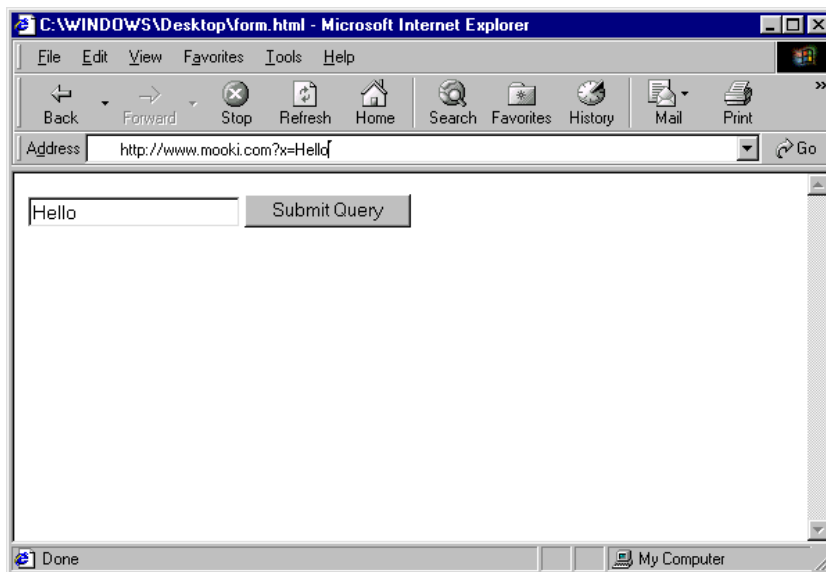 C:\WINDOWS\Desktop\form.html - Microsoft Internet Explorer
File Edit View Favorites Tools Help
Back Forward Stop Refresh Home Search Favorites History Mail Print »
Address http://www.mooki.com?x=Hello Go
Hello Submit Query
Done My Computer